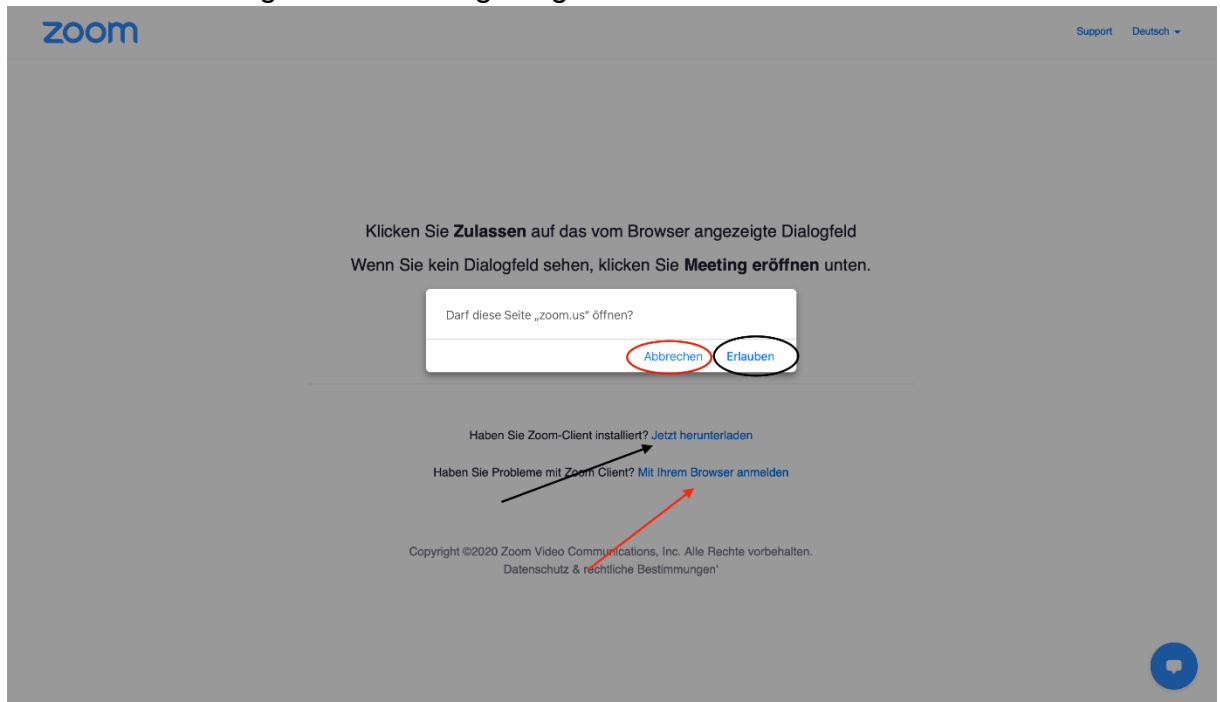 zoom
Support Deutsch
Klicken Sie Zulassen auf das vom Browser angezeigte Dialogfeld
Wenn Sie kein Dialogfeld sehen, klicken Sie Meeting eröffnen unten.
Darf diese Seite „zoom.us“ öffnen?
Abbrechen Erlauben
Haben Sie Zoom-Client installiert? Jetzt herunterladen
Haben Sie Probleme mit Zoom Client? Mit Ihrem Browser anmelden
Copyright ©2020 Zoom Video Communications, Inc. Alle Rechte vorbehalten.
Datenschutz & rechtliche Bestimmungen'